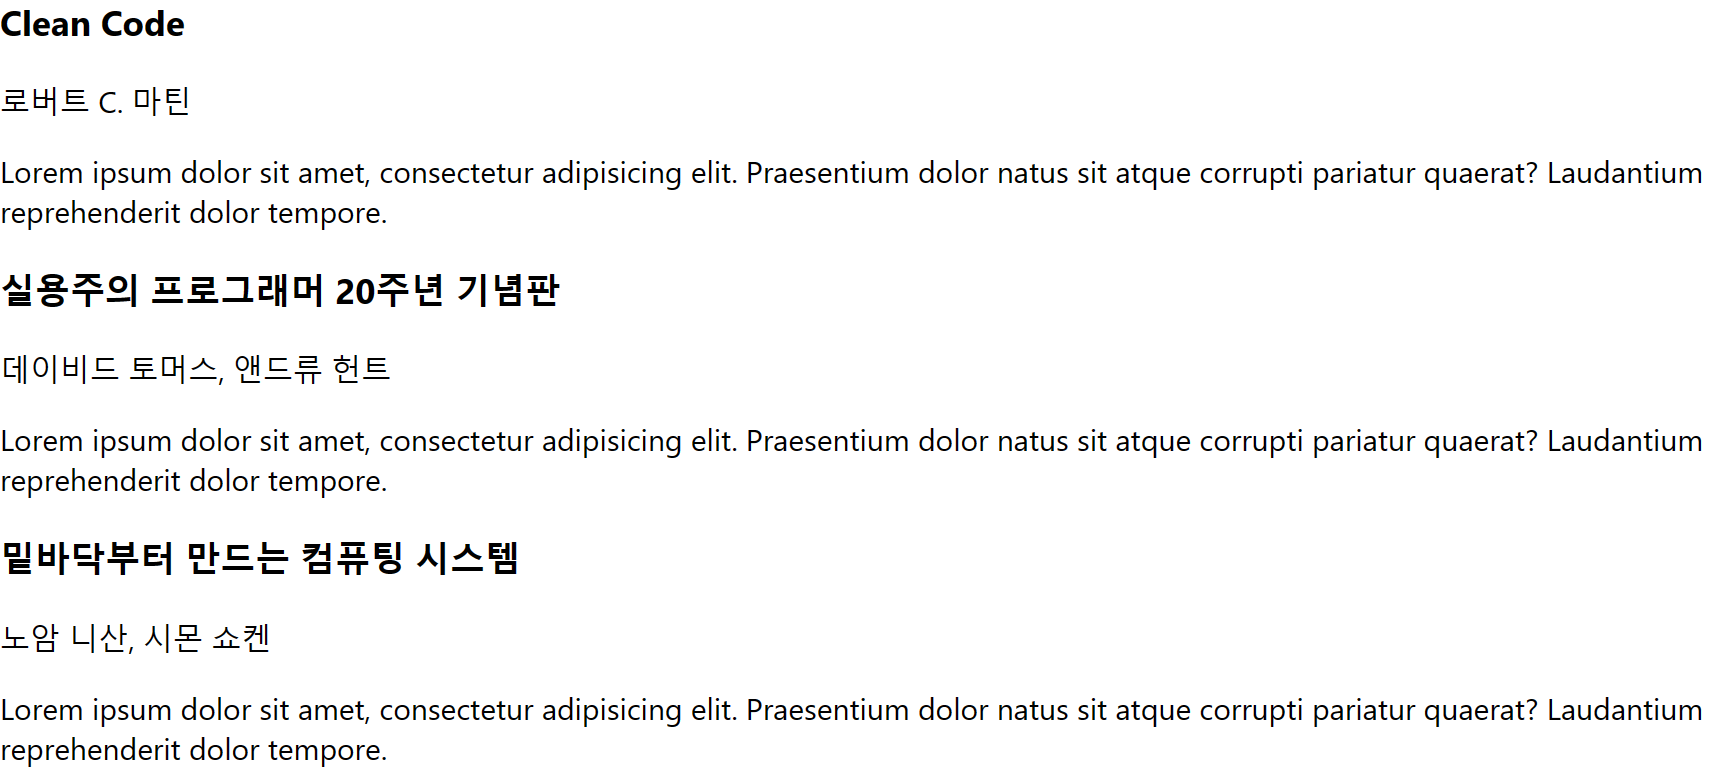 Clean Code
로버트 C. 마틴
Lorem ipsum dolor sit amet, consectetur adipisicing elit. Praesentium dolor natus sit atque corrupti pariatur quaerat? Laudantium
reprehenderit dolor tempore.
실용주의 프로그래머 20주년 기념판
데이비드 토머스, 앤드류 헌트
Lorem ipsum dolor sit amet, consectetur adipisicing elit. Praesentium dolor natus sit atque corrupti pariatur quaerat? Laudantium
reprehenderit dolor tempore.
밑바닥부터 만드는 컴퓨팅 시스템
노암 니산, 시몬 쇼켄
Lorem ipsum dolor sit amet, consectetur adipisicing elit. Praesentium dolor natus sit atque corrupti pariatur quaerat? Laudantium
reprehenderit dolor tempore.